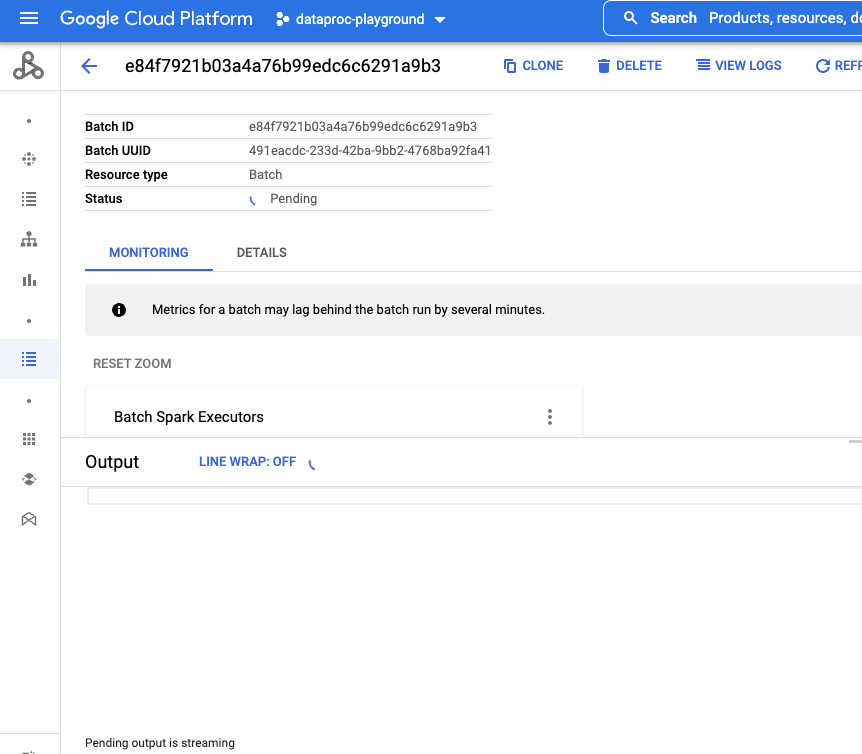 Google Cloud Platform dataproc-playground Search Products, resources, do
e84f7921b03a4a76b99edc6c6291a9b3 CLONE DELETE VIEW LOGS REFR
Batch ID e84f7921b03a4a76b99edc6c6291a9b3
Batch UUID 491eacdc-233d-42ba-9bb2-4768ba92fa41
Resource type Batch
Status Pending
MONITORING DETAILS
Metrics for a batch may lag behind the batch run by several minutes.
RESET ZOOM
Batch Spark Executors
Output LINE WRAP: OFF
Pending output is streaming